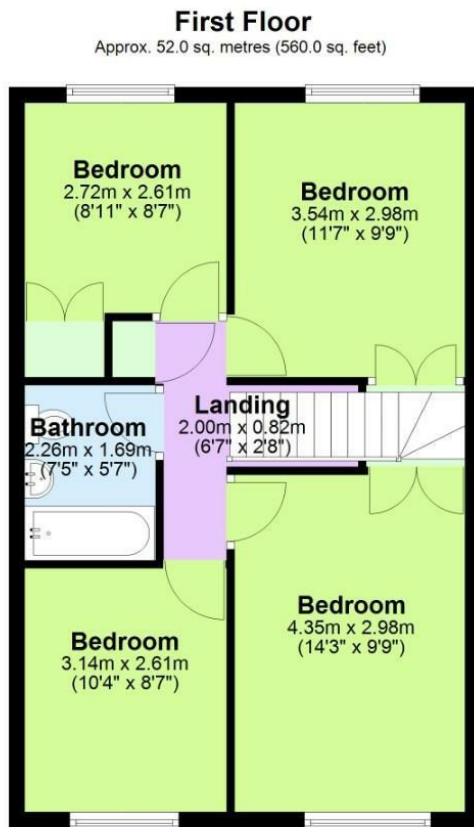 First Floor
Approx. 52.0 sq. metres (560.0 sq. feet)
Bedroom
2.72m x 2.61m
(8'11" x 8'7")
Bedroom
3.54m x 2.98m
(11'7" x 9'9")
Bathroom
2.26m x 1.69m
(7'5" x 5'7")
Landing
2.00m x 0.82m
(6'7" x 2'8")
Bedroom
3.14m x 2.61m
(10'4" x 8'7")
Bedroom
4.35m x 2.98m
(14'3" x 9'9")